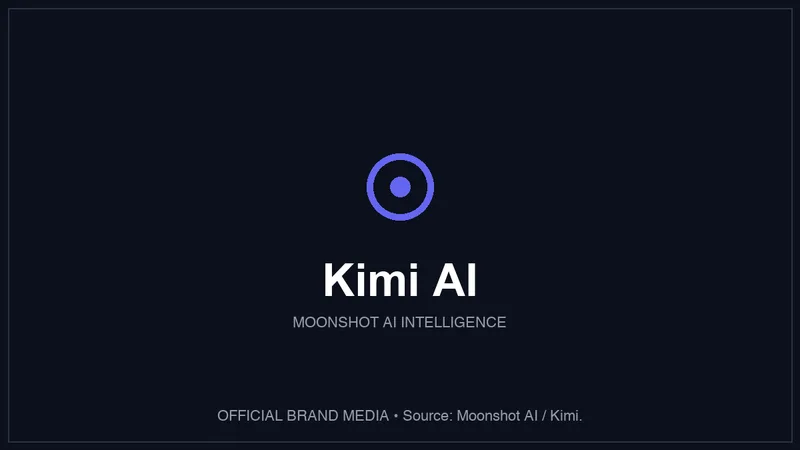 Kimi AI
MOONSHOT AI INTELLIGENCE
OFFICIAL BRAND MEDIA • Source: Moonshot AI / Kimi.